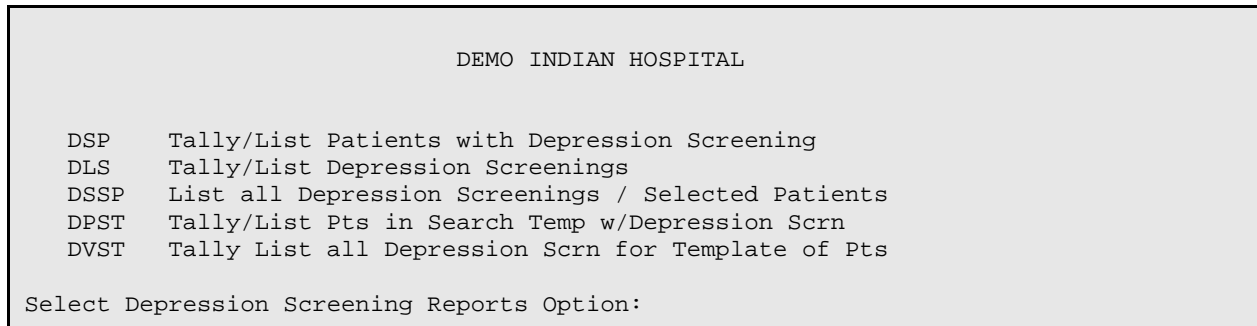 DEMO INDIAN HOSPITAL
DSP Tally/List Patients with Depression Screening
DLS Tally/List Depression Screenings
DSSP List all Depression Screenings / Selected Patients
DPST Tally/List Pts in Search Temp w/Depression Scrn
DVST Tally List all Depression Scrn for Template of Pts
Select Depression Screening Reports Option: